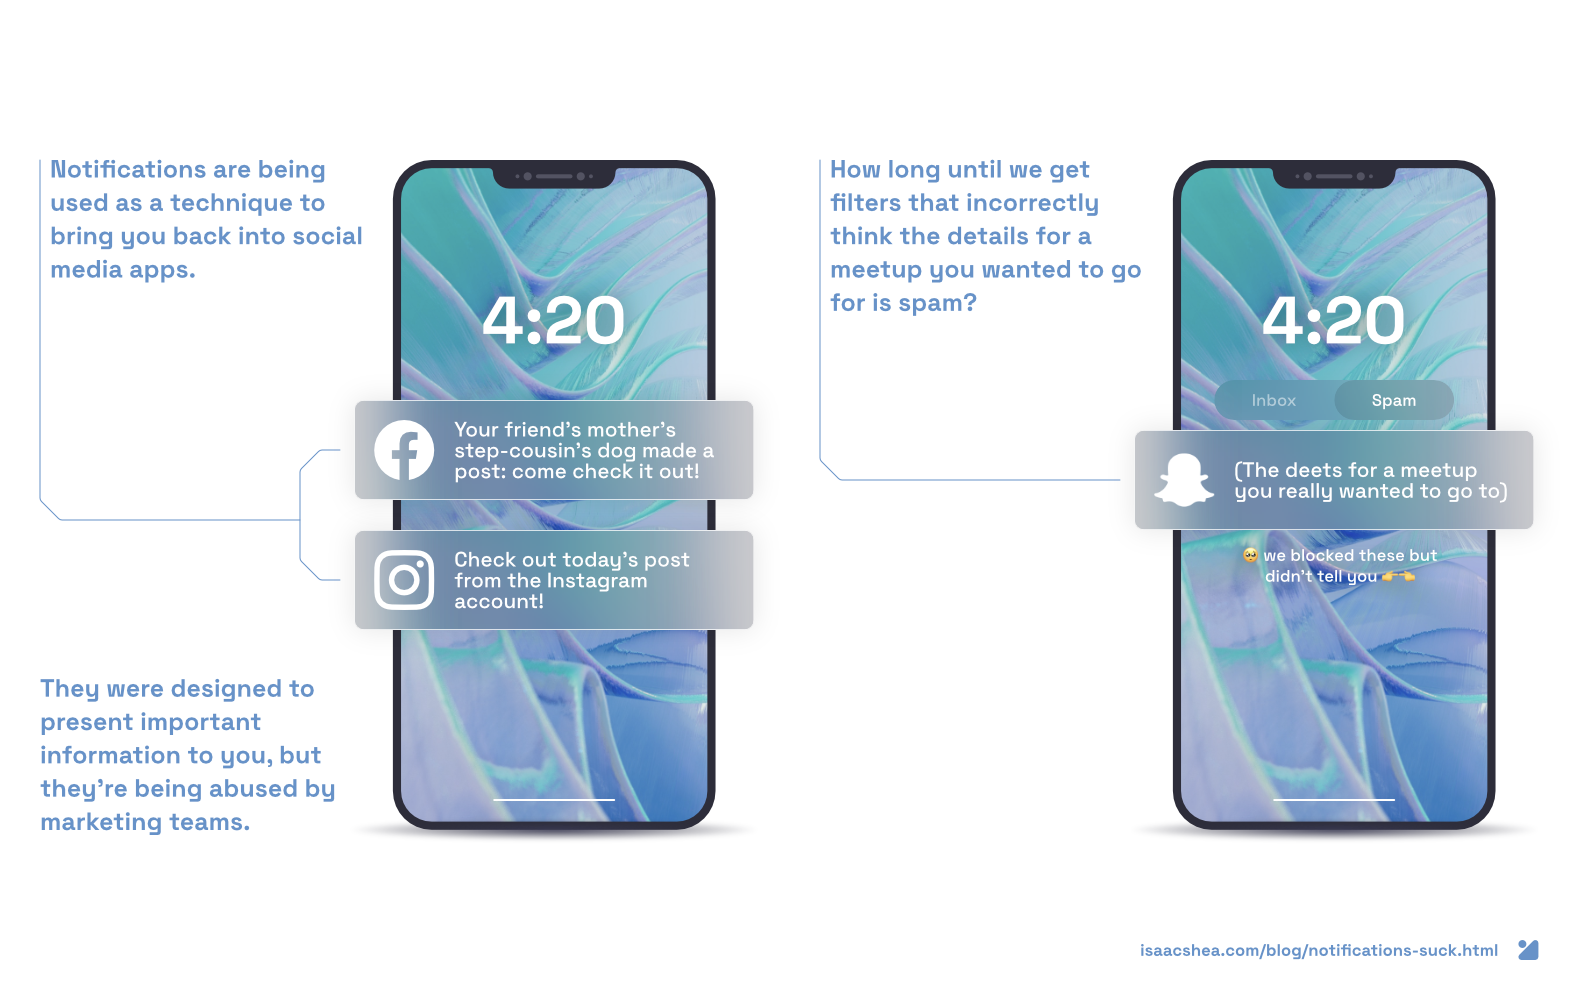 Notifications are being
used as a technique to
bring you back into social
media apps.
4:20
Your friend's mother's
step-cousin's dog made a
post: come check it out!
Check out today's post
from the Instagram
account!
They were designed to
present important
information to you, but
they're being abused by
marketing teams.
How long until we get
filters that incorrectly
think the details for a
meetup you wanted to go
for is spam?
4:20
Inbox Spam
(The deets for a meetup
you really wanted to go to)
🥺 we blocked these but
didn't tell you 👉👈
isaacshea.com/blog/notifications-suck.html